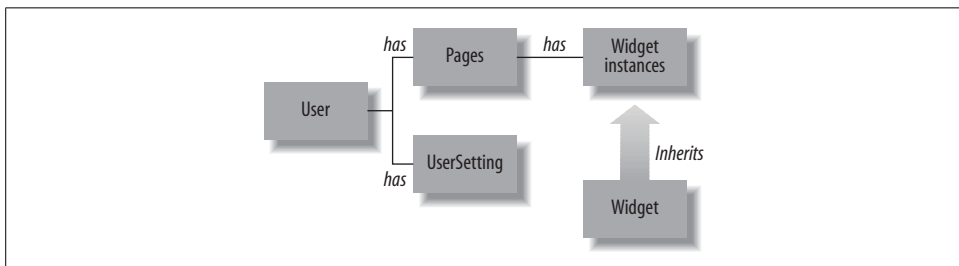 has
Pages
has
Widget
instances
User
has
UserSetting
Inherits
Widget